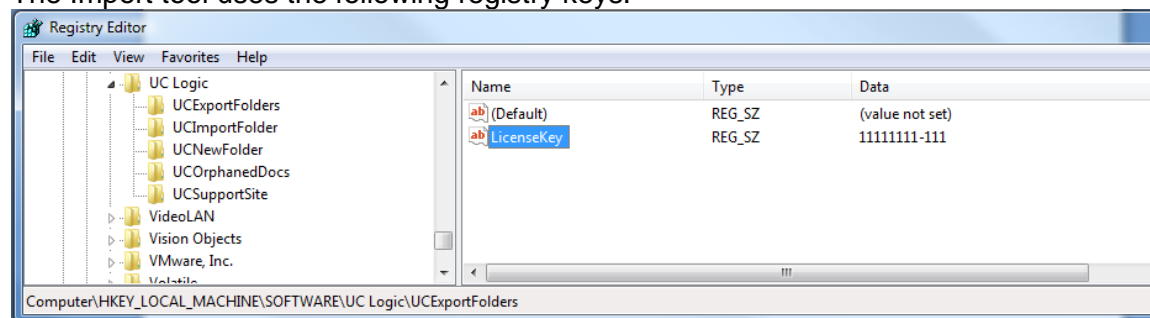 The Import tool uses the following registry keys.
Registry Editor
File Edit View Favorites Help
UC Logic
UCExportFolders
UCImportFolder
UCNewFolder
UCOrphanedDocs
UCSupportSite
VideoLAN
Vision Objects
VMware, Inc.
Volatile
Name Type Data
(Default) REG_SZ (value not set)
LicenseKey REG_SZ 11111111-111
Computer\HKEY_LOCAL_MACHINE\SOFTWARE\UC Logic\UCExportFolders